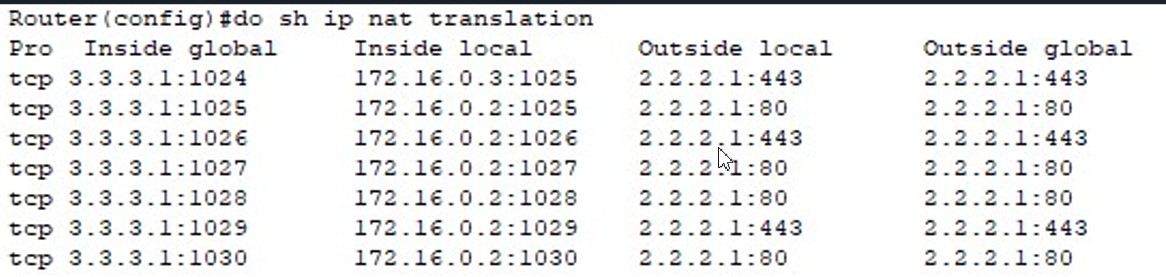 Router(config)#do sh ip nat translation
Pro  Inside global     Inside local       Outside local      Outside global
tcp 3.3.3.1:1024       172.16.0.3:1025    2.2.2.1:443        2.2.2.1:443
tcp 3.3.3.1:1025       172.16.0.2:1025    2.2.2.1:80         2.2.2.1:80
tcp 3.3.3.1:1026       172.16.0.2:1026    2.2.2.1:443        2.2.2.1:443
tcp 3.3.3.1:1027       172.16.0.2:1027    2.2.2.1:80         2.2.2.1:80
tcp 3.3.3.1:1028       172.16.0.2:1028    2.2.2.1:80         2.2.2.1:80
tcp 3.3.3.1:1029       172.16.0.2:1029    2.2.2.1:443        2.2.2.1:443
tcp 3.3.3.1:1030       172.16.0.2:1030    2.2.2.1:80         2.2.2.1:80